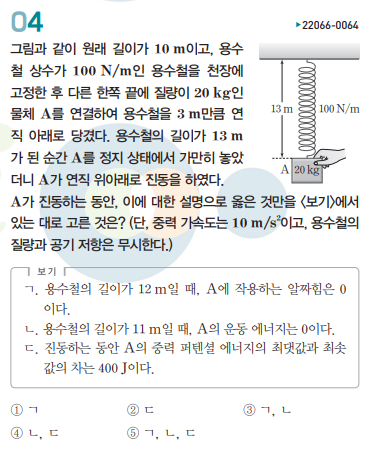 04
▶22066-0064
그림과 같이 원래 길이가 10 m이고, 용수
철 상수가 100 N/m인 용수철을 천장에
고정한 후 다른 한쪽 끝에 질량이 20 kg인
물체 A를 연결하여 용수철을 3 m만큼 연
직 아래로 당겼다. 용수철의 길이가 13 m
가 된 순간 A를 정지 상태에서 가만히 놓았
더니 A가 연직 위아래로 진동을 하였다.
13 m
100 N/m
A 20 kg
A가 진동하는 동안, 이에 대한 설명으로 옳은 것만을 〈보기〉에서
있는 대로 고른 것은? (단, 중력 가속도는 10 m/s²이고, 용수철의
질량과 공기 저항은 무시한다.)
보기
ㄱ. 용수철의 길이가 12 m일 때, A에 작용하는 알짜힘은 0
이다.
ㄴ. 용수철의 길이가 11 m일 때, A의 운동 에너지는 0이다.
ㄷ. 진동하는 동안 A의 중력 퍼텐셜 에너지의 최댓값과 최솟
값의 차는 400 J이다.
① ㄱ ② ㄷ ③ ㄱ, ㄴ
④ ㄴ, ㄷ ⑤ ㄱ, ㄴ, ㄷ